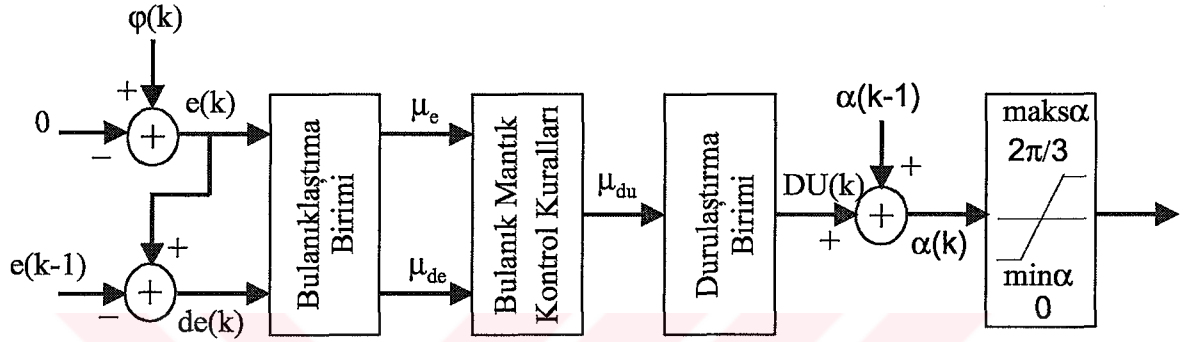 φ(k)
+
e(k)
0
−
+
e(k-1)
+
−
+
de(k)
Bulanıklaştıma
Birimi
μe
μde
Bulanık Mantık
Kontrol Kuralları
μdu
Durulaştırma
Birimi
α(k-1)
+
DU(k)
+
+
α(k)
maksα
2π/3
minα
0